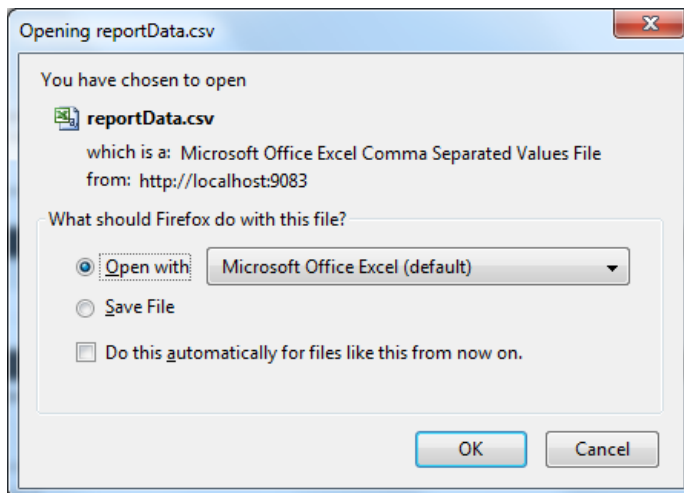 Opening reportData.csv
You have chosen to open
reportData.csv
which is a: Microsoft Office Excel Comma Separated Values File
from: http://localhost:9083
What should Firefox do with this file?
Open with Microsoft Office Excel (default)
Save File
Do this automatically for files like this from now on.
OK Cancel